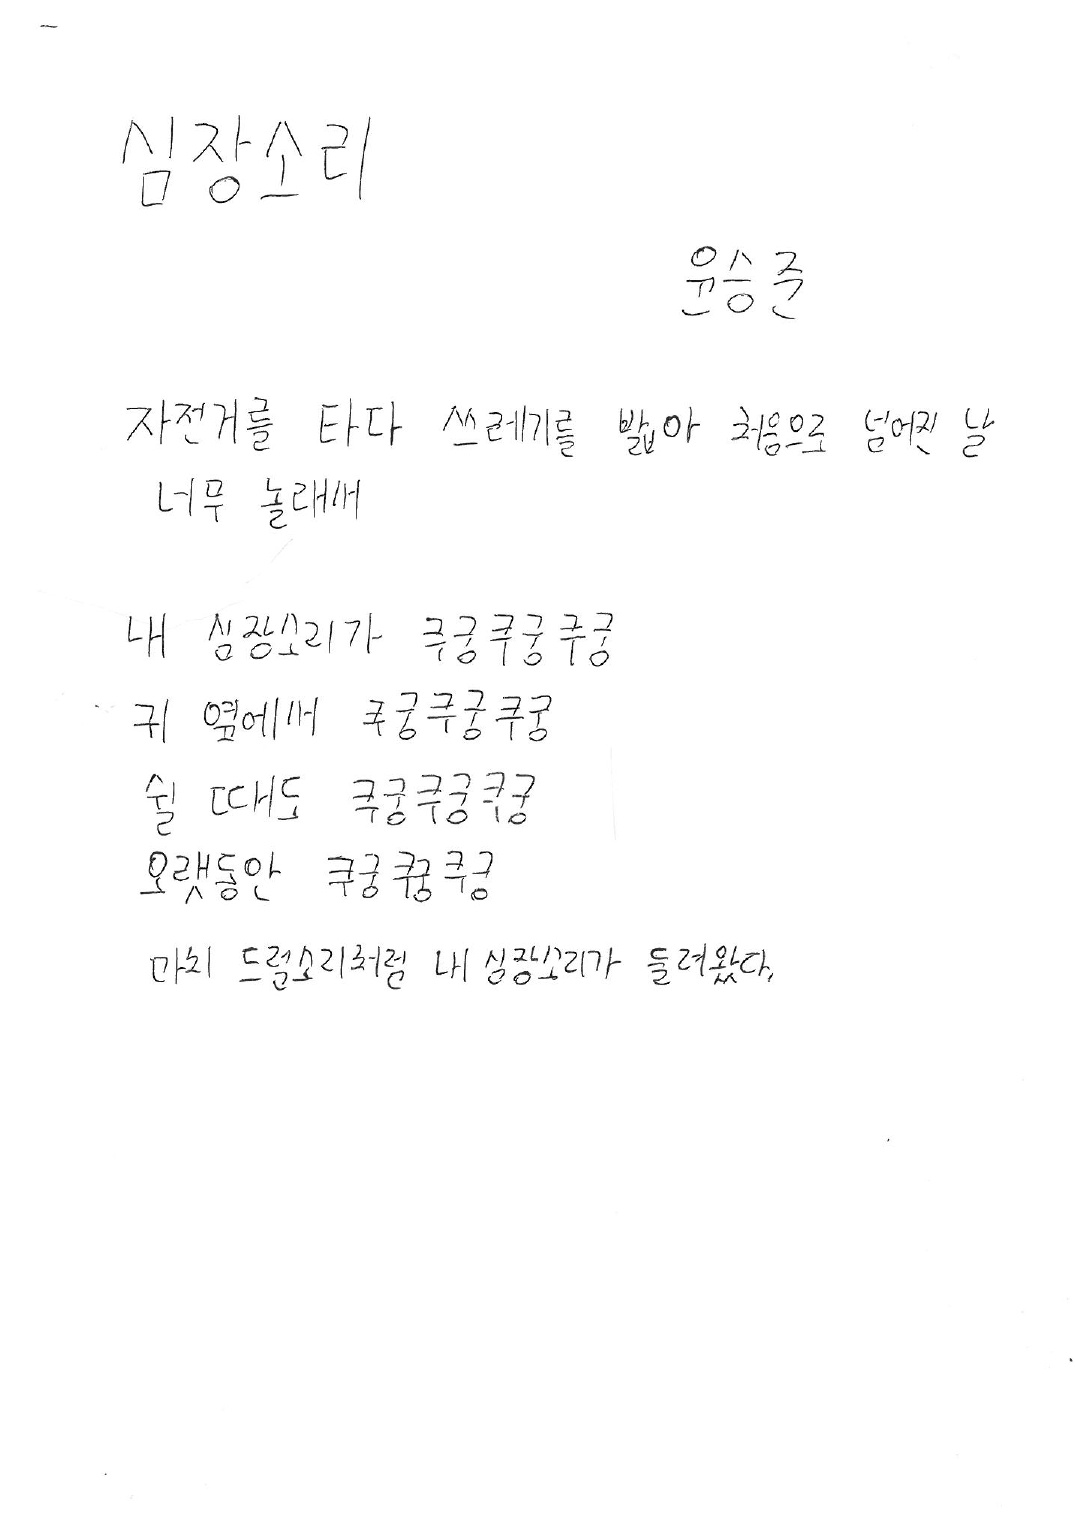 심장소리
윤승준
자전거를 타다 쓰레기를 밟아 처음으로 넘어진 날
너무 놀래써
내 심장소리가 쿠궁쿠궁쿠궁
귀 옆에써 쿠궁쿠궁쿠궁
쉴 때도 쿠궁쿠궁쿠궁
오랫동안 쿠궁쿠궁쿠궁
마치 드럼소리처럼 내 심장소리가 들려왔다.